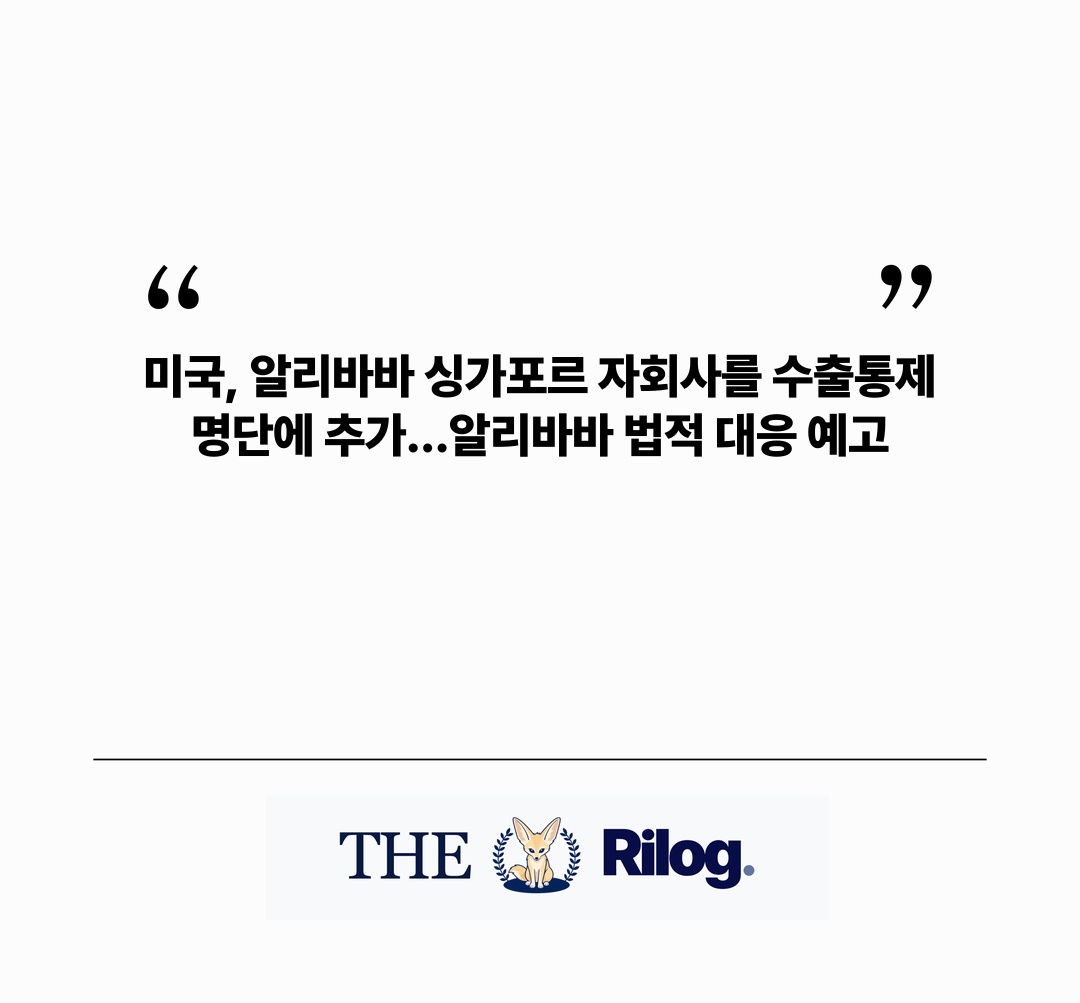 “ ”
미국, 알리바바 싱가포르 자회사를 수출통제
명단에 추가...알리바바 법적 대응 예고
THE Rilog.